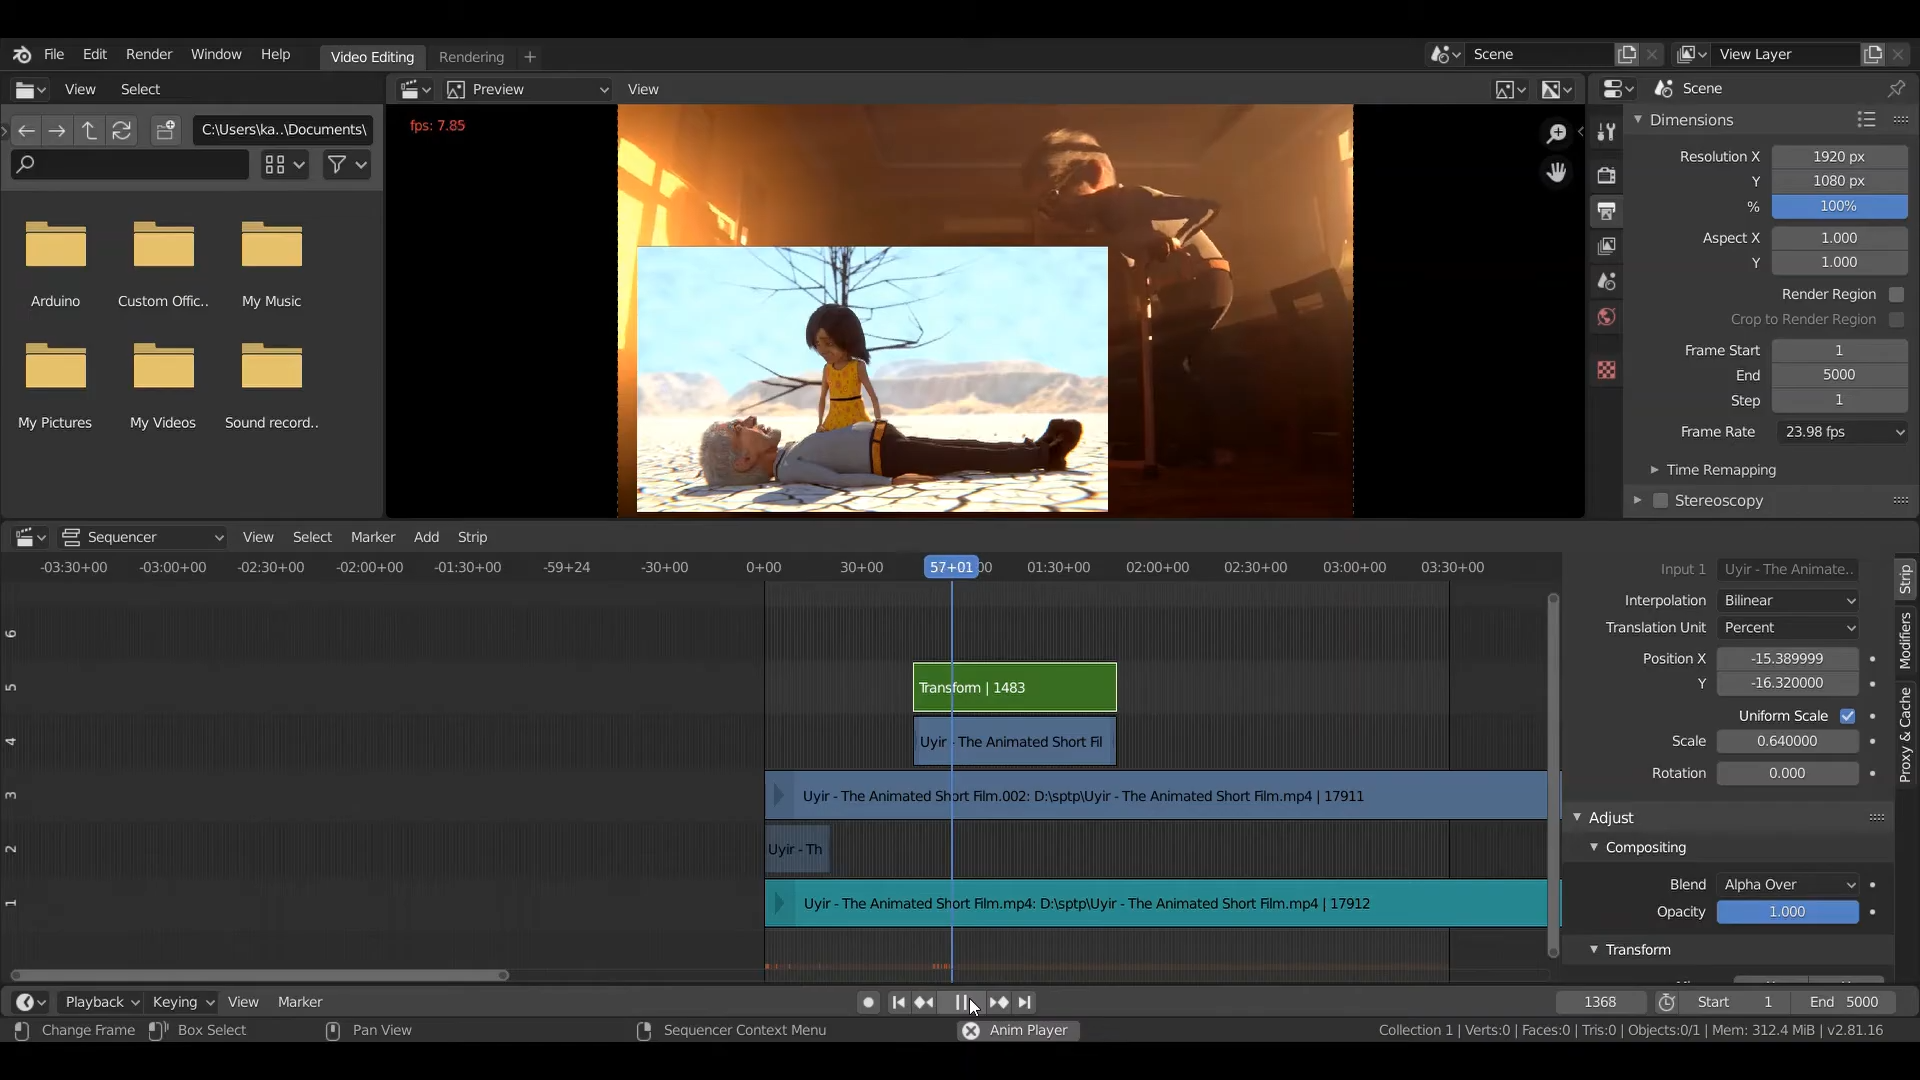 File Edit Render Window Help Video Editing Rendering + Scene View Layer
View Select Preview View Scene
C:\Users\ka..\Documents\
fps: 7.85
Arduino Custom Offic.. My Music
My Pictures My Videos Sound record..
Dimensions
Resolution X 1920 px
Y 1080 px
% 100%
Aspect X 1.000
Y 1.000
Render Region
Crop to Render Region
Frame Start 1
End 5000
Step 1
Frame Rate 23.98 fps
Time Remapping
Stereoscopy
Sequencer View Select Marker Add Strip
-03:30+00 -03:00+00 -02:30+00 -02:00+00 -01:30+00 -59+24 -30+00 0+00 30+00 57+01 00 01:30+00 02:00+00 02:30+00 03:00+00 03:30+00
6
5 Transform | 1483
4 Uyir - The Animated Short Fil
3 Uyir - The Animated Short Film.002: D:\sptp\Uyir - The Animated Short Film.mp4 | 17911
2 Uyir - Th
1 Uyir - The Animated Short Film.mp4: D:\sptp\Uyir - The Animated Short Film.mp4 | 17912
Input 1 Uyir - The Animate..
Interpolation Bilinear
Translation Unit Percent
Position X -15.389999
Y -16.320000
Uniform Scale
Scale 0.640000
Rotation 0.000
Adjust
Compositing
Blend Alpha Over
Opacity 1.000
Transform
Strip
Modifiers
Proxy & Cache
Playback Keying View Marker 1368 Start 1 End 5000
Change Frame Box Select Pan View Sequencer Context Menu Anim Player Collection 1 | Verts:0 | Faces:0 | Tris:0 | Objects:0/1 | Mem: 312.4 MiB | v2.81.16